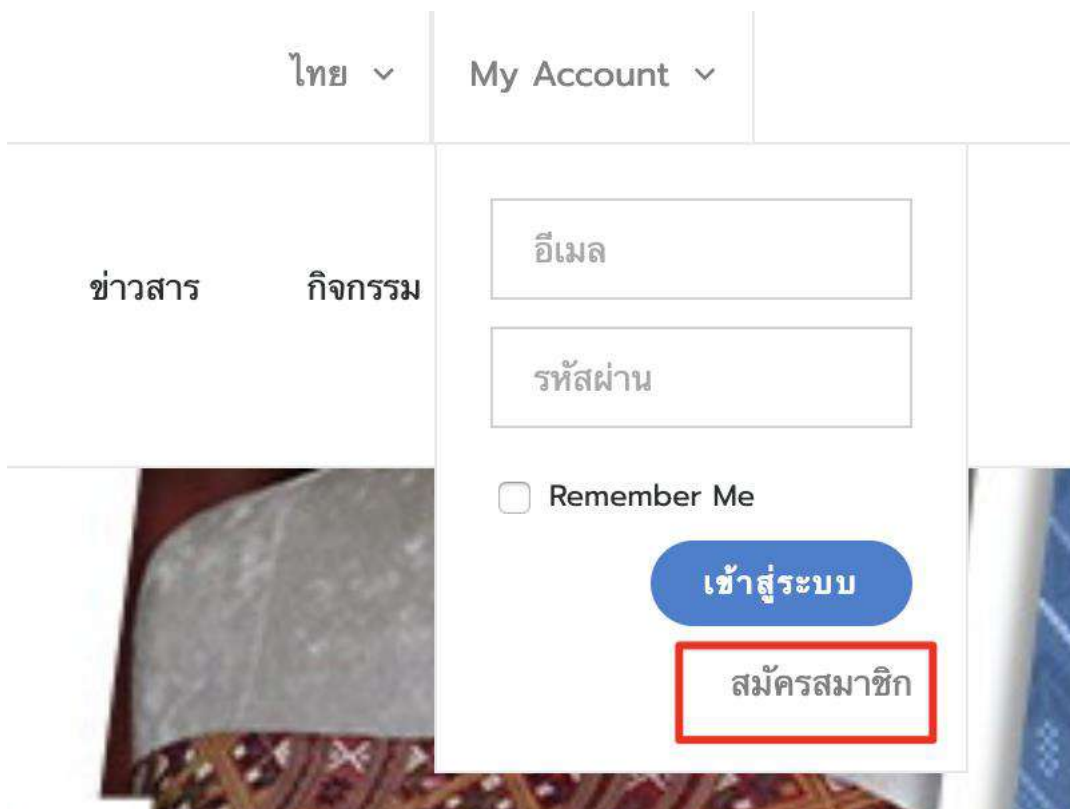 ไทย My Account
ข่าวสาร กิจกรรม
อีเมล
รหัสผ่าน
Remember Me
เข้าสู่ระบบ
สมัครสมาชิก